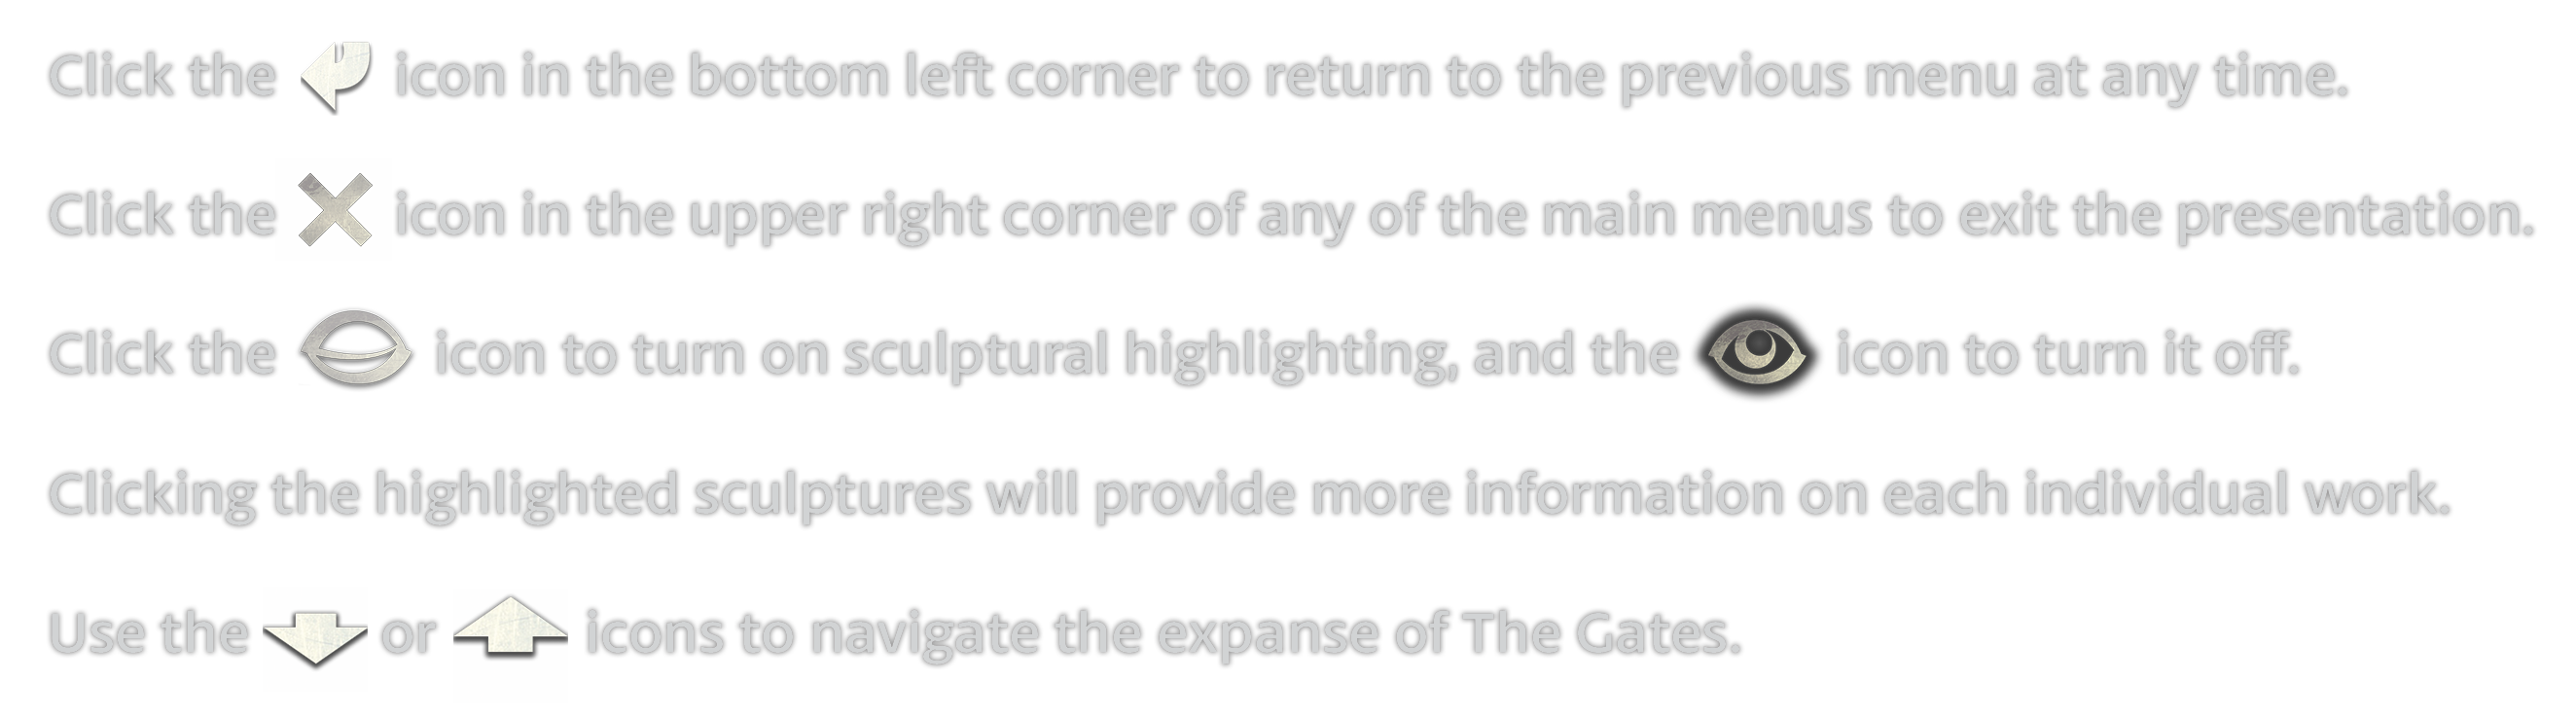 Click the icon in the bottom left corner to return to the previous menu at any time.
Click the icon in the upper right corner of any of the main menus to exit the presentation.
Click the icon to turn on sculptural highlighting, and the icon to turn it off.
Clicking the highlighted sculptures will provide more information on each individual work.
Use the or icons to navigate the expanse of The Gates.